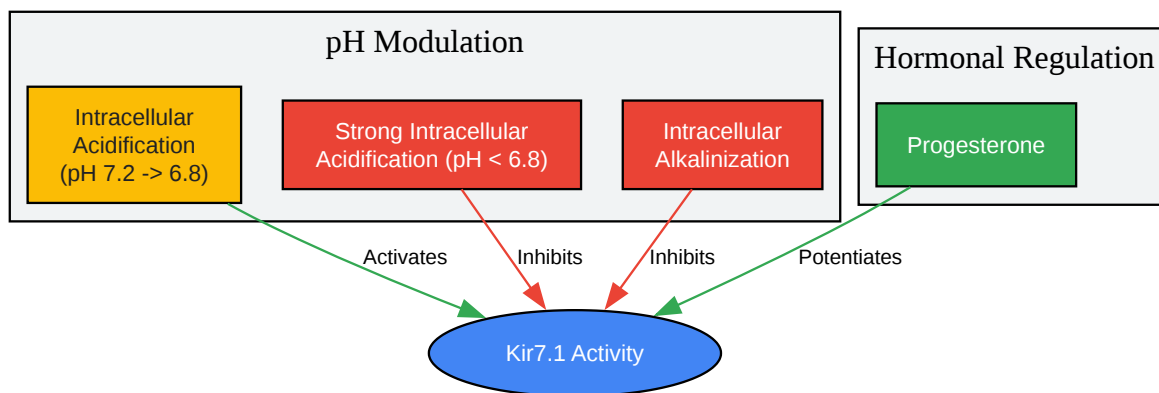 pH Modulation
Hormonal Regulation
Intracellular
Acidification
(pH 7.2 -> 6.8)
Strong Intracellular
Acidification (pH < 6.8)
Intracellular
Alkalinization
Progesterone
Activates
Inhibits
Inhibits
Potentiates
Kir7.1 Activity